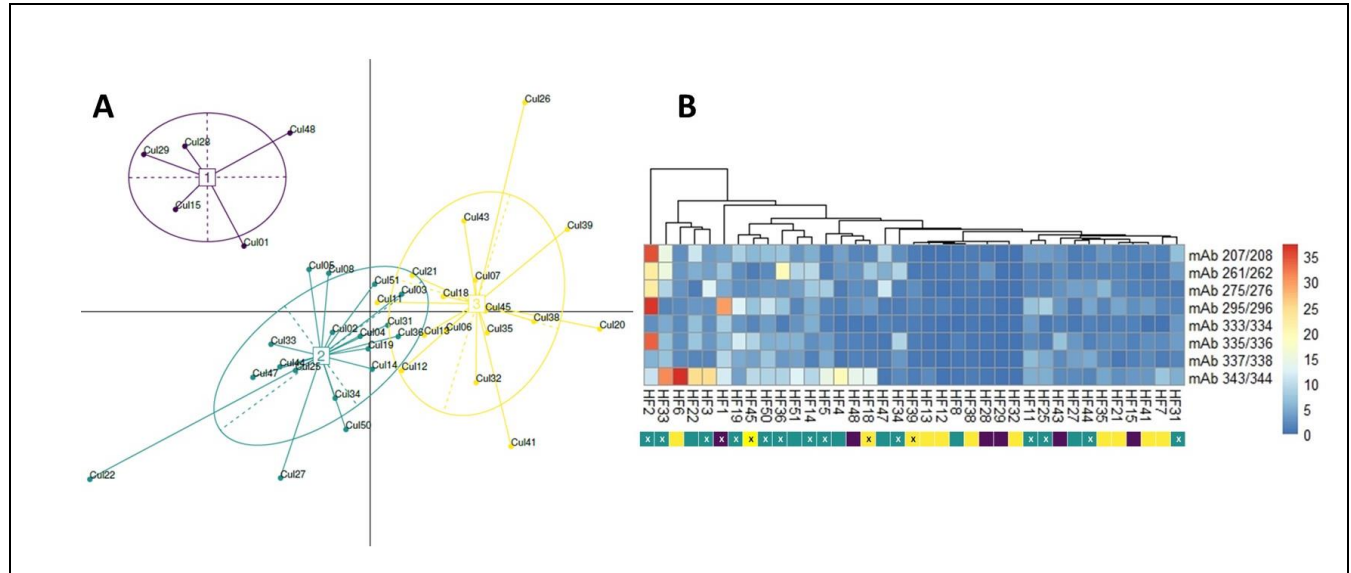 A
B
Cul26
Cul48
Cul28
Cul29
1
Cul15
Cul43
Cul39
Cul01
Cul05
Cul08
Cul21
Cul07
Cul51
Cul03
Cul18
Cul11
3
Cul45
Cul38
Cul20
Cul31
Cul02
Cul04
Cul36
Cul13
Cul06
Cul35
Cul33
Cul19
2
Cul14
Cul12
Cul44
Cul25
Cul47
Cul32
Cul34
Cul50
Cul41
Cul22
Cul27
mAb 207/208
mAb 261/262
mAb 275/276
mAb 295/296
mAb 333/334
mAb 335/336
mAb 337/338
mAb 343/344
35
30
25
20
15
10
5
0
HF2
HF33
HF6
HF22
HF3
HF1
HF19
HF45
HF50
HF36
HF51
HF14
HF5
HF4
HF48
HF18
HF47
HF34
HF39
HF13
HF12
HF8
HF38
HF28
HF29
HF32
HF11
HF25
HF43
HF27
HF44
HF35
HF21
HF15
HF41
HF7
HF31
x x x x x x x x x x x x x x x x x x